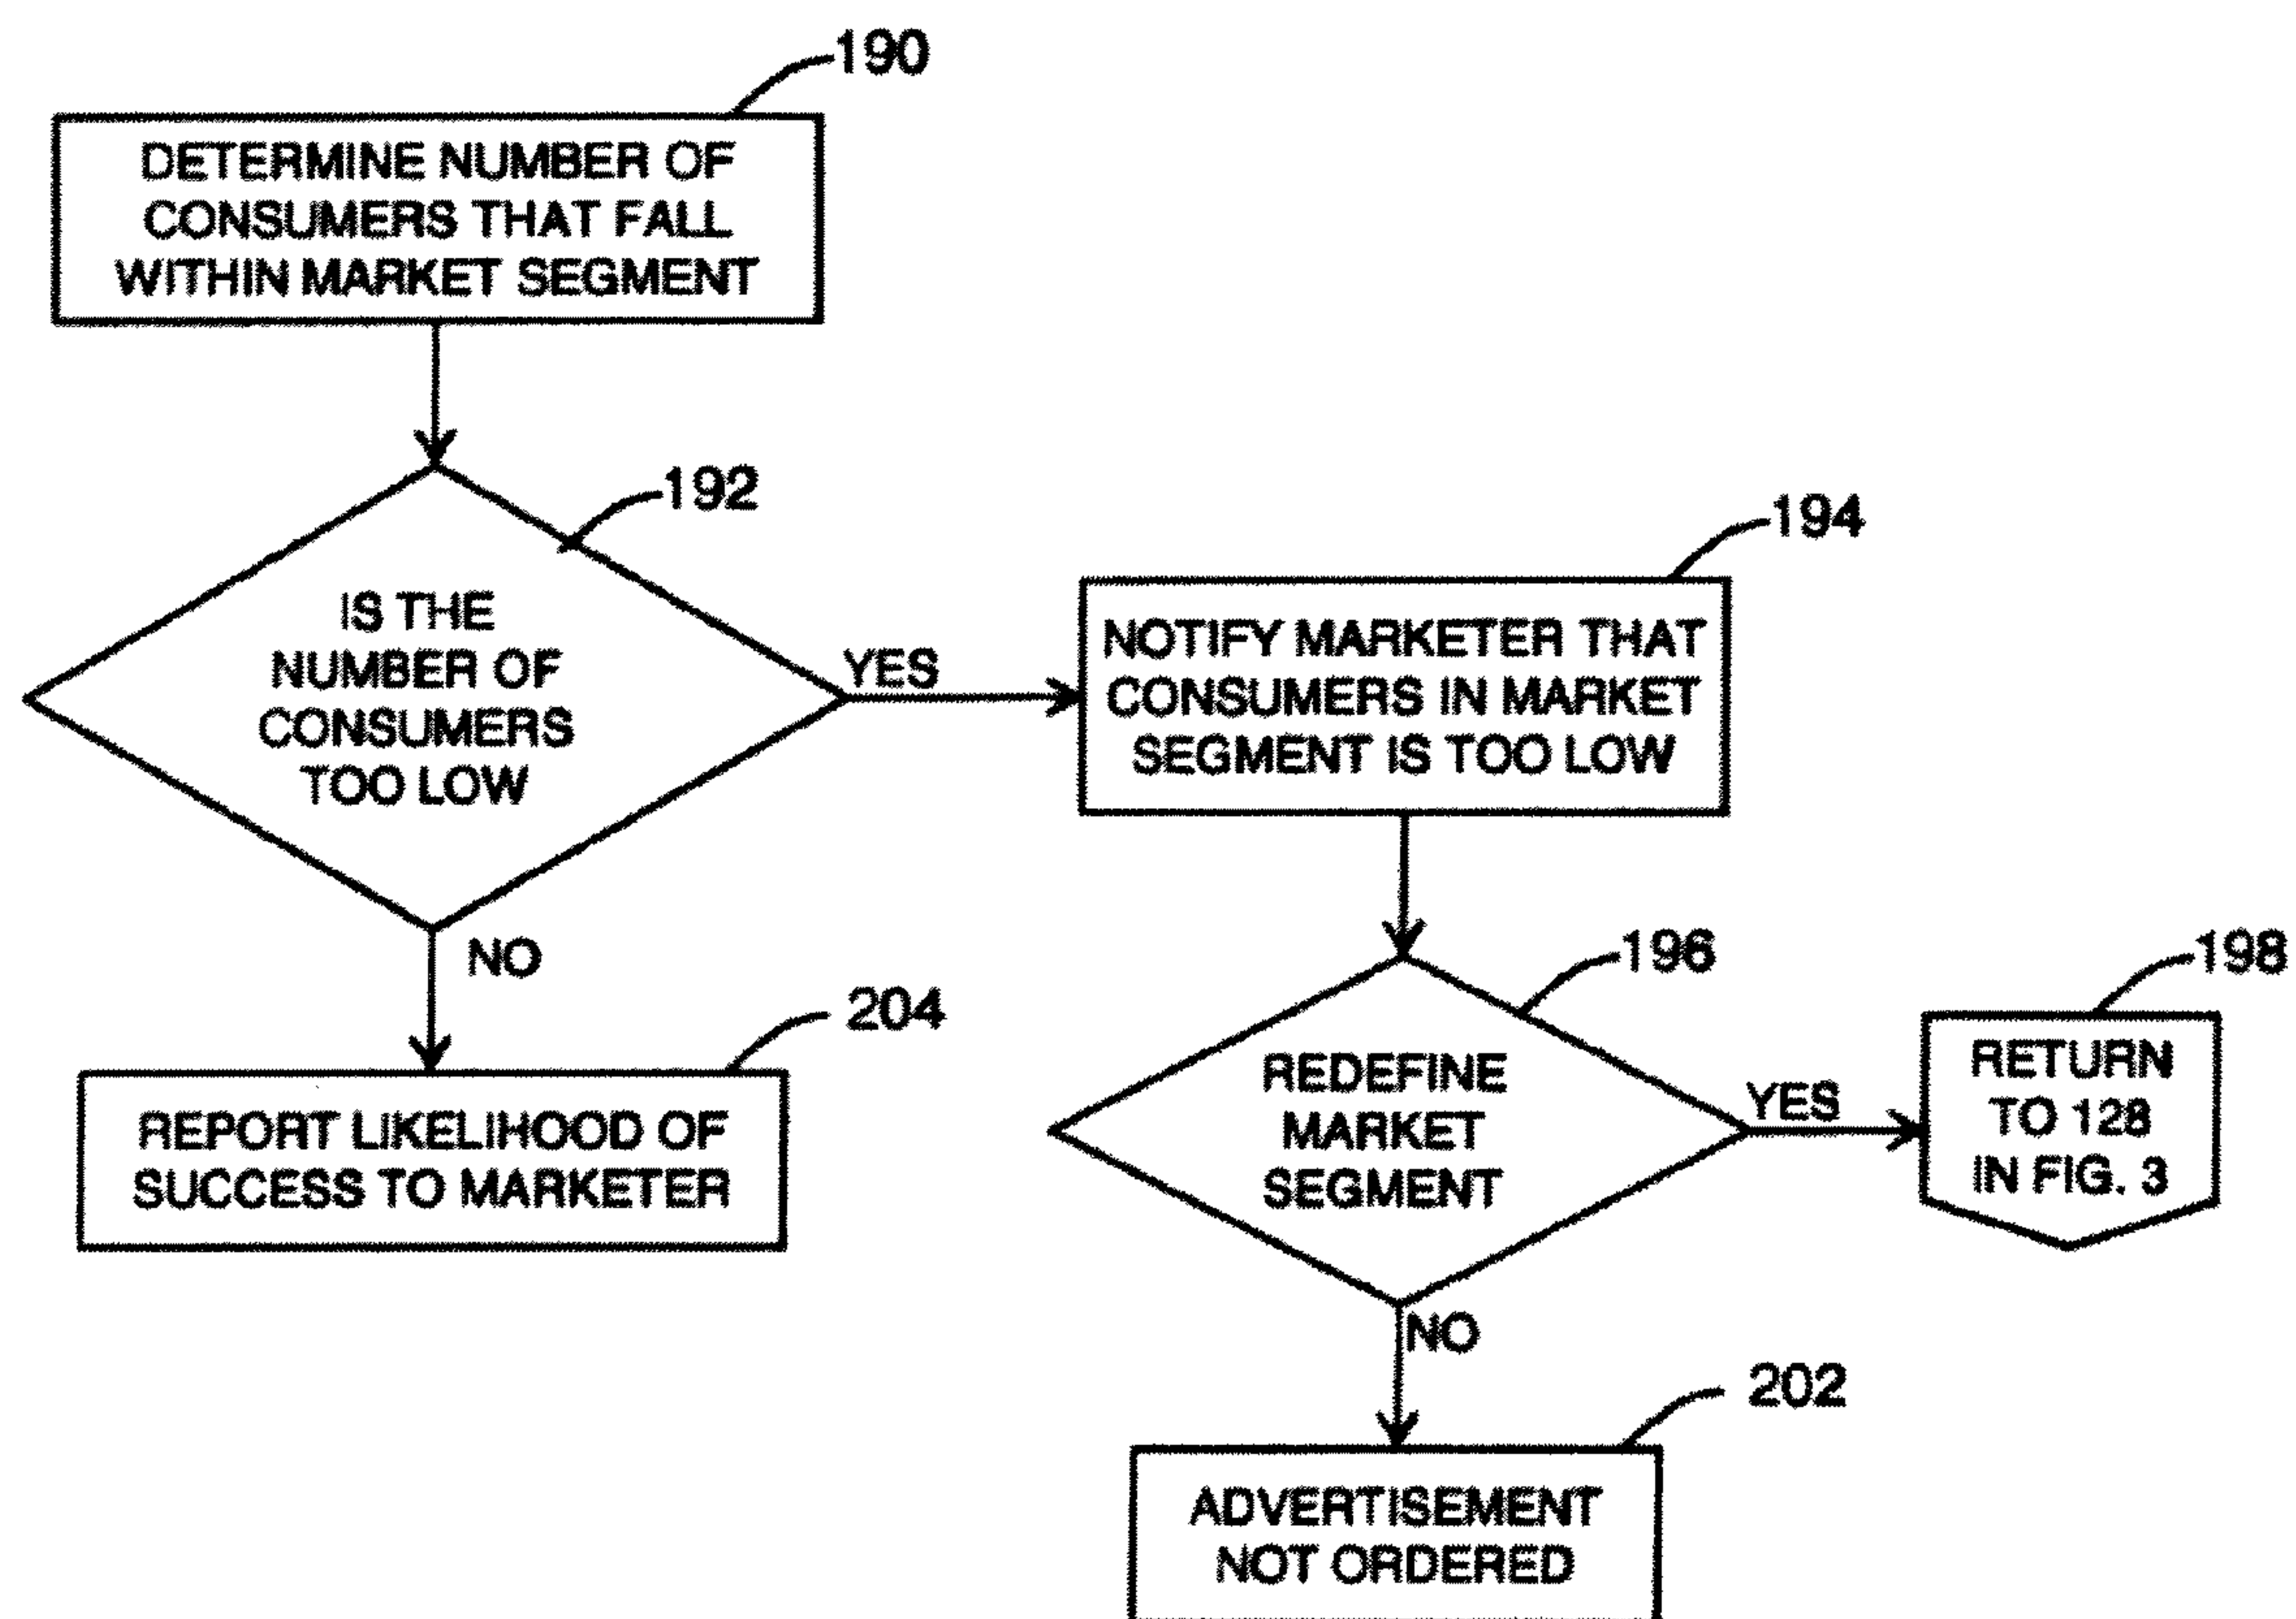 190
DETERMINE NUMBER OF
CONSUMERS THAT FALL
WITHIN MARKET SEGMENT
192
IS THE
NUMBER OF
CONSUMERS
TOO LOW
YES
NO
194
NOTIFY MARKETER THAT
CONSUMERS IN MARKET
SEGMENT IS TOO LOW
204
REPORT LIKELIHOOD OF
SUCCESS TO MARKETER
196
REDEFINE
MARKET
SEGMENT
YES
NO
198
RETURN
TO 128
IN FIG. 3
202
ADVERTISEMENT
NOT ORDERED